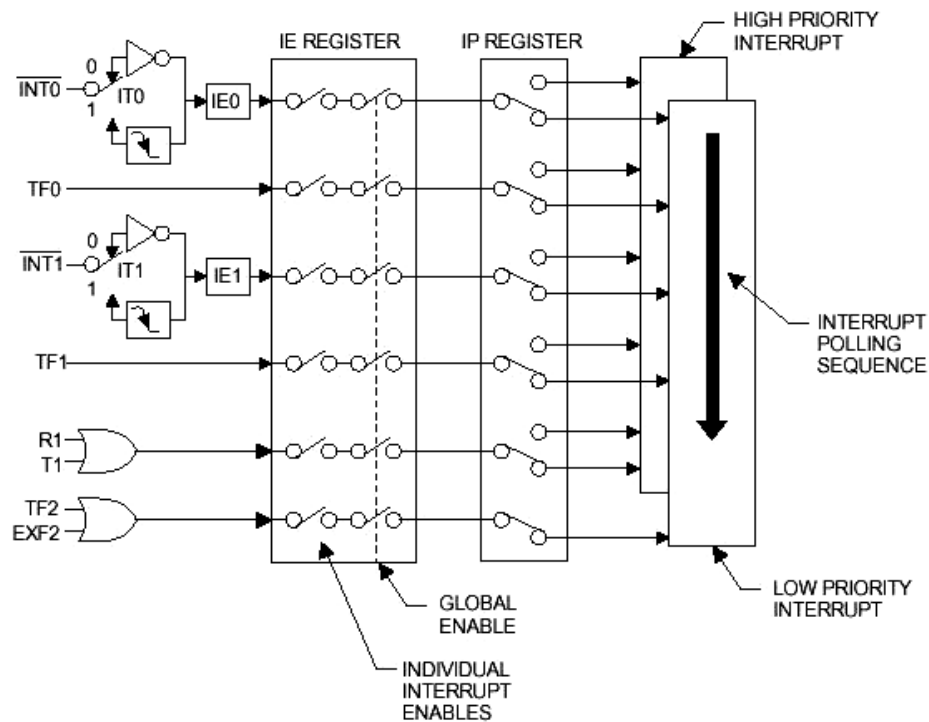 HIGH PRIORITY
INTERRUPT
IE REGISTER
IP REGISTER
0
INT0
IT0
1
IE0
TF0
0
INT1
IT1
1
IE1
INTERRUPT
POLLING
SEQUENCE
TF1
R1
T1
TF2
EXF2
LOW PRIORITY
INTERRUPT
GLOBAL
ENABLE
INDIVIDUAL
INTERRUPT
ENABLES